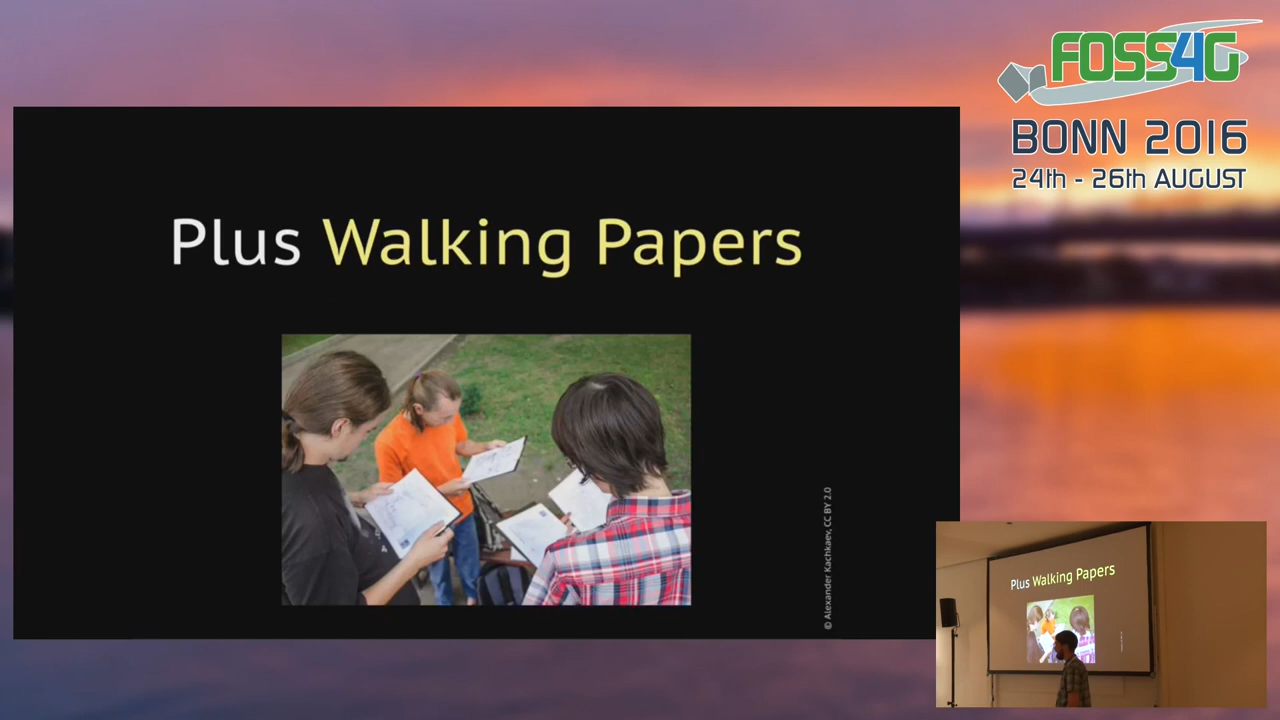 FOSS4G
BONN 2016
24th - 26th AUGUST
Plus Walking Papers
© Alexander Kachkaev, CC BY 2.0
Plus Walking Papers